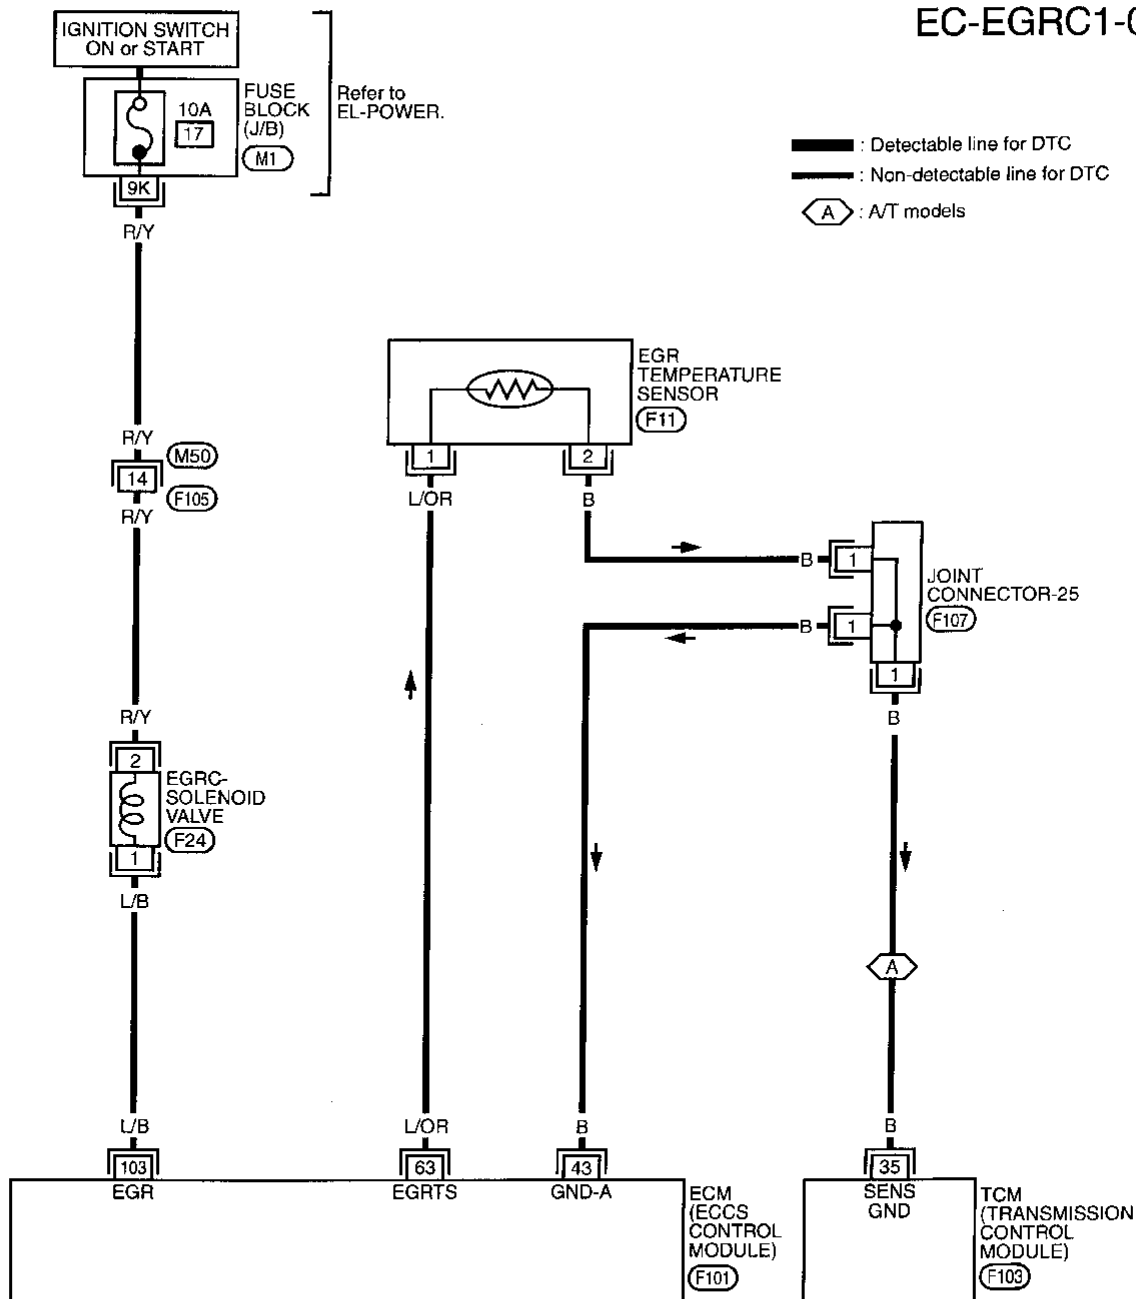 EC-EGRC1-0
IGNITION SWITCH
ON or START
FUSE
BLOCK
(J/B)
M1
10A
17
9K
Refer to
EL-POWER.
: Detectable line for DTC
: Non-detectable line for DTC
A : A/T models
R/Y
R/Y
14
M50
F105
R/Y
R/Y
2
EGRC-
SOLENOID
VALVE
F24
1
L/B
L/B
103
EGR
EGR
TEMPERATURE
SENSOR
F11
1
2
L/OR
B
B
1
B
1
JOINT
CONNECTOR-25
F107
1
B
A
L/OR
B
B
63
43
35
EGRTS
GND-A
SENS
GND
ECM
(ECCS
CONTROL
MODULE)
F101
TCM
(TRANSMISSION
CONTROL
MODULE)
F103